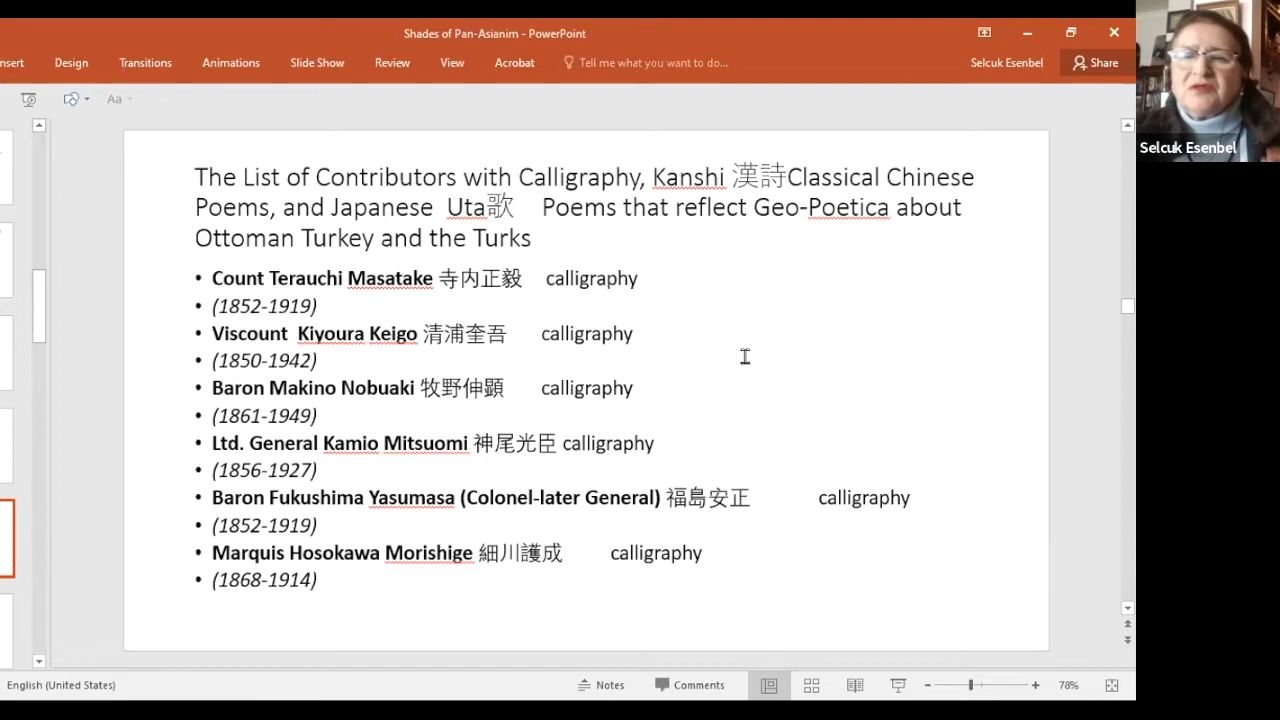 Shades of Pan-Asianim - PowerPoint
nsert Design Transitions Animations Slide Show Review View Acrobat Tell me what you want to do... Selcuk Esenbel Share
Aa
Selcuk Esenbel
The List of Contributors with Calligraphy, Kanshi 漢詩Classical Chinese
Poems, and Japanese Uta歌 Poems that reflect Geo-Poetica about
Ottoman Turkey and the Turks
• Count Terauchi Masatake 寺内正毅 calligraphy
• (1852-1919)
• Viscount Kiyoura Keigo 清浦奎吾 calligraphy
• (1850-1942)
• Baron Makino Nobuaki 牧野伸顕 calligraphy
• (1861-1949)
• Ltd. General Kamio Mitsuomi 神尾光臣 calligraphy
• (1856-1927)
• Baron Fukushima Yasumasa (Colonel-later General) 福島安正 calligraphy
• (1852-1919)
• Marquis Hosokawa Morishige 細川護成 calligraphy
• (1868-1914)
English (United States) Notes Comments 78%